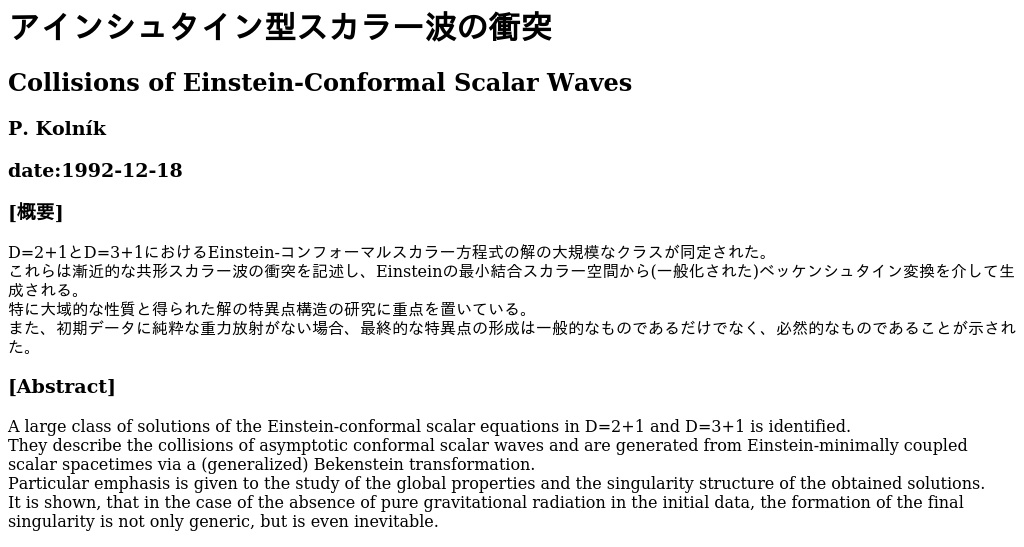 アインシュタイン型スカラー波の衝突
Collisions of Einstein-Conformal Scalar Waves
P. Kolník
date:1992-12-18
[概要]
D=2+1とD=3+1におけるEinstein-コンフォーマルスカラー方程式の解の大規模なクラスが同定された。
これらは漸近的な共形スカラー波の衝突を記述し、Einsteinの最小結合スカラー空間から(一般化された)ベッケンシュタイン変換を介して生
成される。
特に大域的な性質と得られた解の特異点構造の研究に重点を置いている。
また、初期データに純粋な重力放射がない場合、最終的な特異点の形成は一般的なものであるだけでなく、必然的なものであることが示され
た。
[Abstract]
A large class of solutions of the Einstein-conformal scalar equations in D=2+1 and D=3+1 is identified.
They describe the collisions of asymptotic conformal scalar waves and are generated from Einstein-minimally coupled
scalar spacetimes via a (generalized) Bekenstein transformation.
Particular emphasis is given to the study of the global properties and the singularity structure of the obtained solutions.
It is shown, that in the case of the absence of pure gravitational radiation in the initial data, the formation of the final
singularity is not only generic, but is even inevitable.